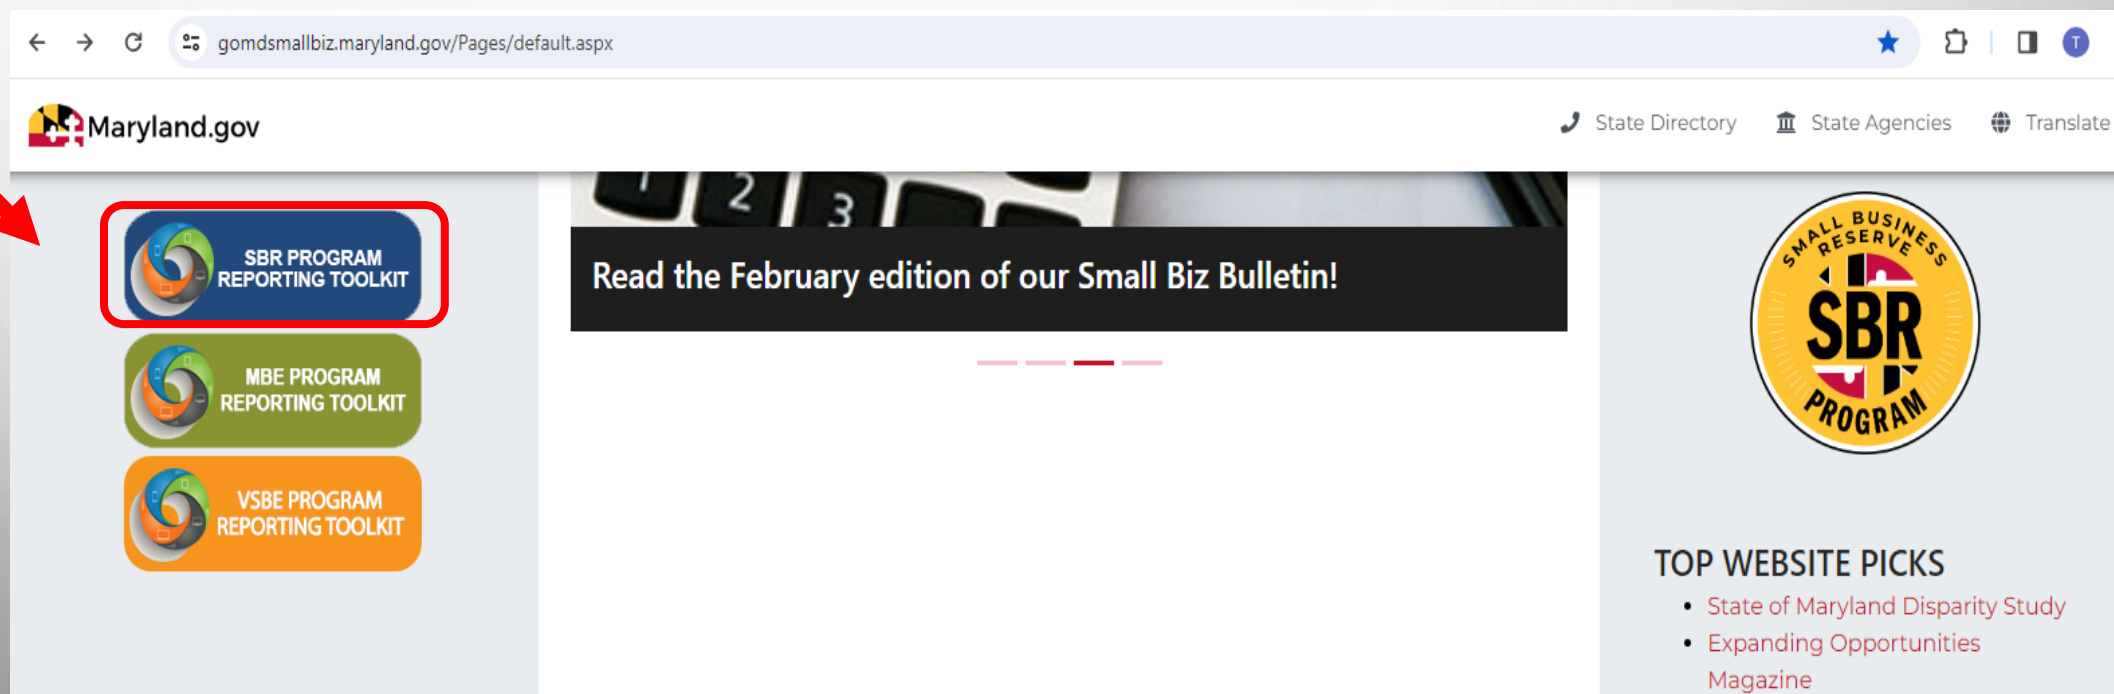 gomdsmallbiz.maryland.gov/Pages/default.aspx
T
Maryland.gov
State Directory
State Agencies
Translate
SBR PROGRAM
REPORTING TOOLKIT
MBE PROGRAM
REPORTING TOOLKIT
VSBE PROGRAM
REPORTING TOOLKIT
1 2 3
Read the February edition of our Small Biz Bulletin!
SMALL BUSINESS
RESERVE
SBR
PROGRAM
TOP WEBSITE PICKS
• State of Maryland Disparity Study
• Expanding Opportunities
Magazine